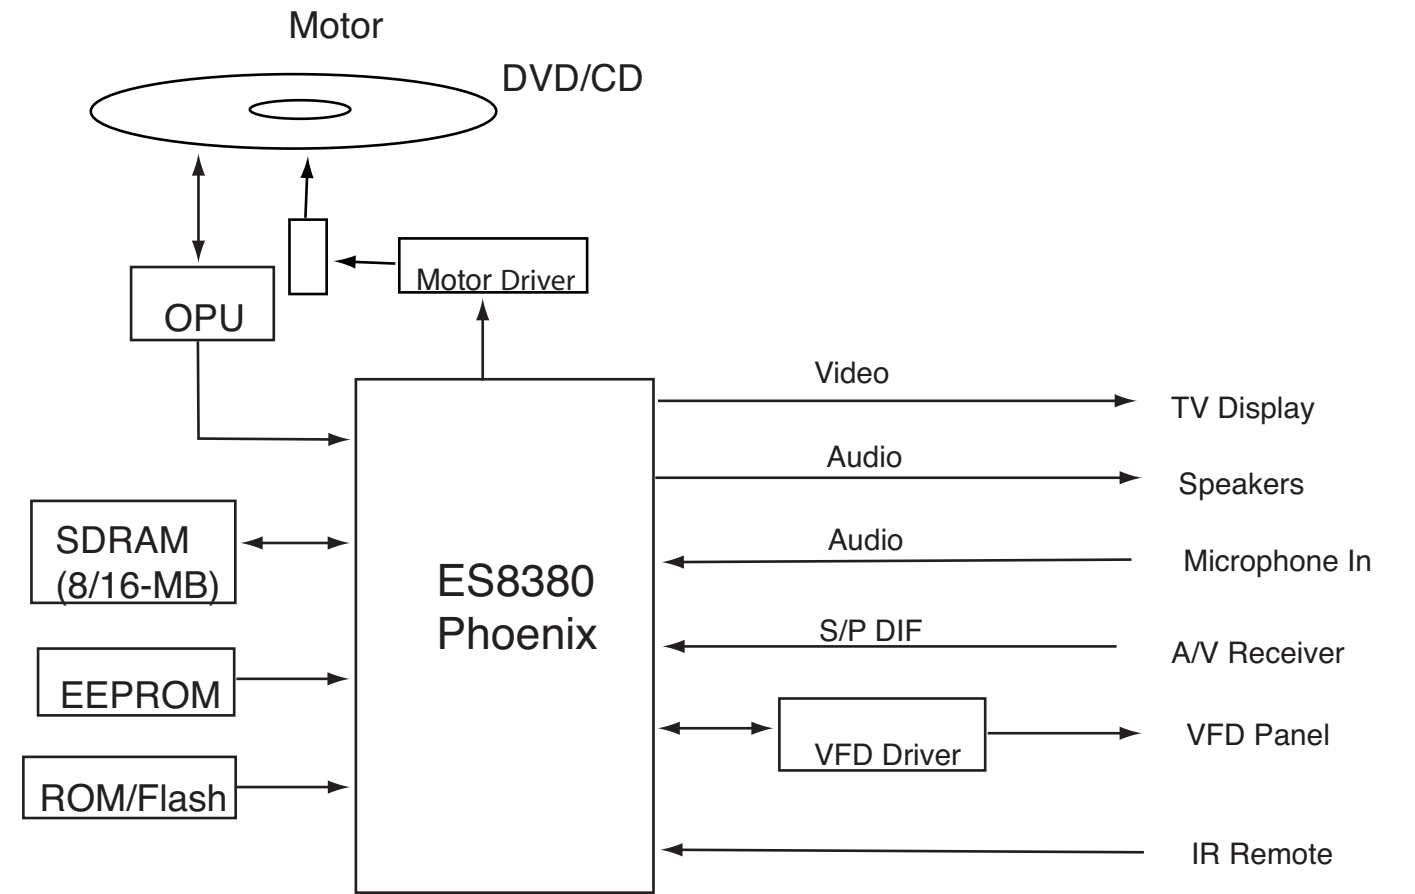 Motor
DVD/CD
Motor Driver
OPU
Video
TV Display
Audio
Speakers
SDRAM
(8/16-MB)
Audio
Microphone In
ES8380
Phoenix
S/P DIF
A/V Receiver
EEPROM
VFD Driver
VFD Panel
ROM/Flash
IR Remote